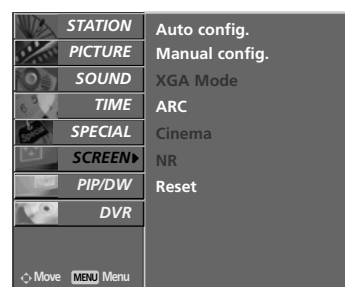 STATION
PICTURE
SOUND
TIME
SPECIAL
SCREEN
PIP/DW
DVR
Move MENU Menu
Auto config.
Manual config.
XGA Mode
ARC
Cinema
NR
Reset